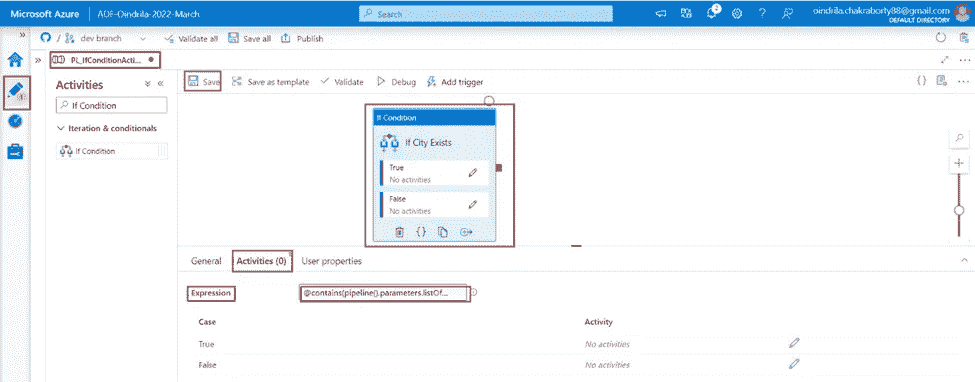 Microsoft Azure | ADF-Oindrila-2022-March
Search
2
oindrila.chakraborty88@gmail.com
DEFAULT DIRECTORY
dev branch
Validate all
Save all
Publish
PL_IfConditionActi...
Activities
If Condition
Iteration & conditionals
If Condition
Save
Save as template
Validate
Debug
Add trigger
If Condition
If City Exists
True
No activities
False
No activities
General
Activities (0)
User properties
Expression
@contains(pipeline().parameters.listOf...
Case
Activity
True
No activities
False
No activities